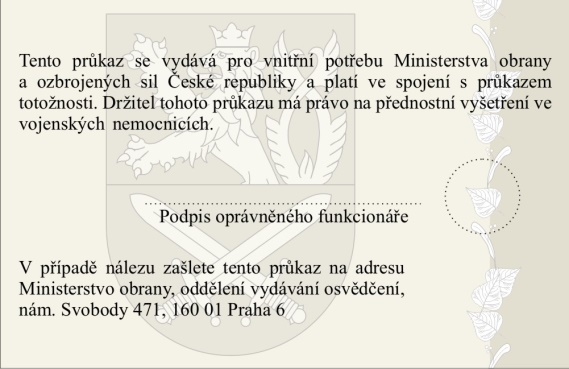 Tento průkaz se vydává pro vnitřní potřebu Ministerstva obrany
a ozbrojených sil České republiky a platí ve spojení s průkazem
totožnosti. Držitel tohoto průkazu má právo na přednostní vyšetření ve
vojenských nemocnicích.
Podpis oprávněného funkcionáře
V případě nálezu zašlete tento průkaz na adresu
Ministerstvo obrany, oddělení vydávání osvědčení,
nám. Svobody 471, 160 01 Praha 6